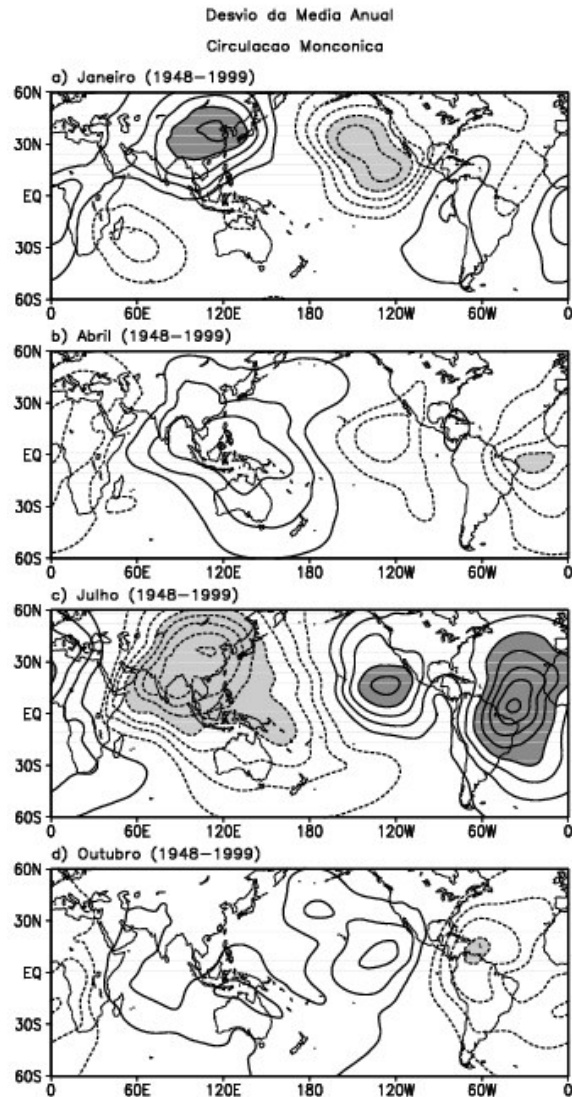 Desvio da Media Anual
Circulacao Monconica
a) Janeiro (1948-1999)
60N
30N
EQ
30S
60S
0 60E 120E 180 120W 60W 0
b) Abril (1948-1999)
60N
30N
EQ
30S
60S
0 60E 120E 180 120W 60W 0
c) Julho (1948-1999)
60N
30N
EQ
30S
60S
0 60E 120E 180 120W 60W 0
d) Outubro (1948-1999)
60N
30N
EQ
30S
60S
0 60E 120E 180 120W 60W 0